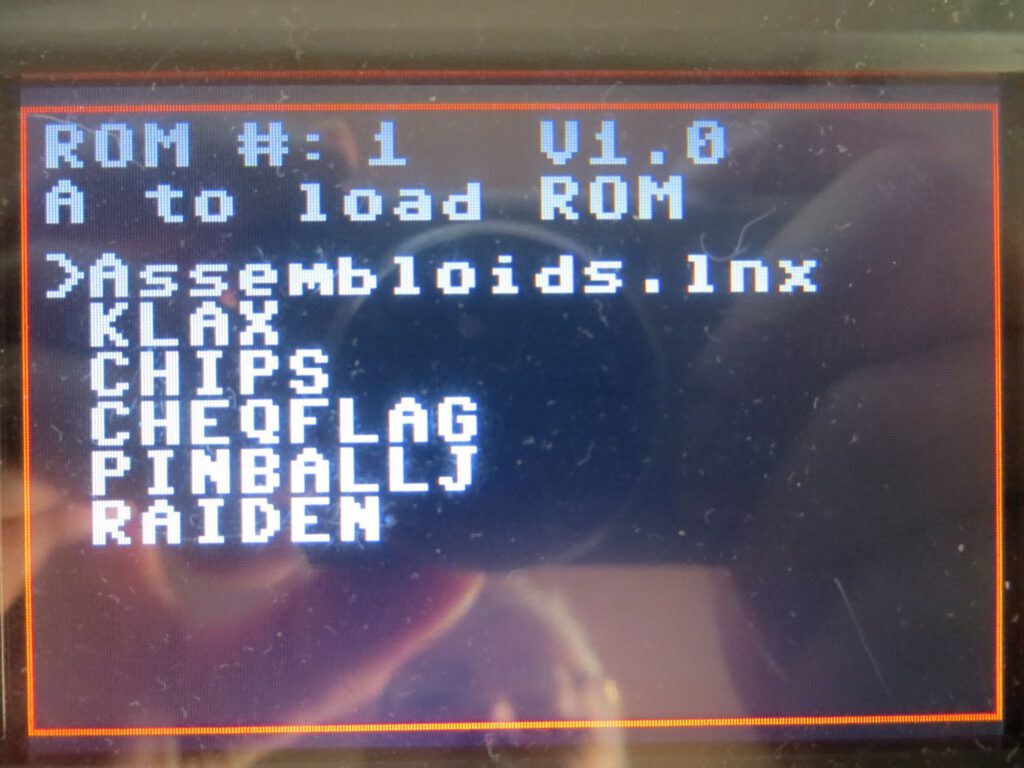 ROM #: 1 V1.0
A to load ROM
>Assembloids.lnx
KLAX
CHIPS
CHEQFLAG
PINBALLJ
RAIDEN